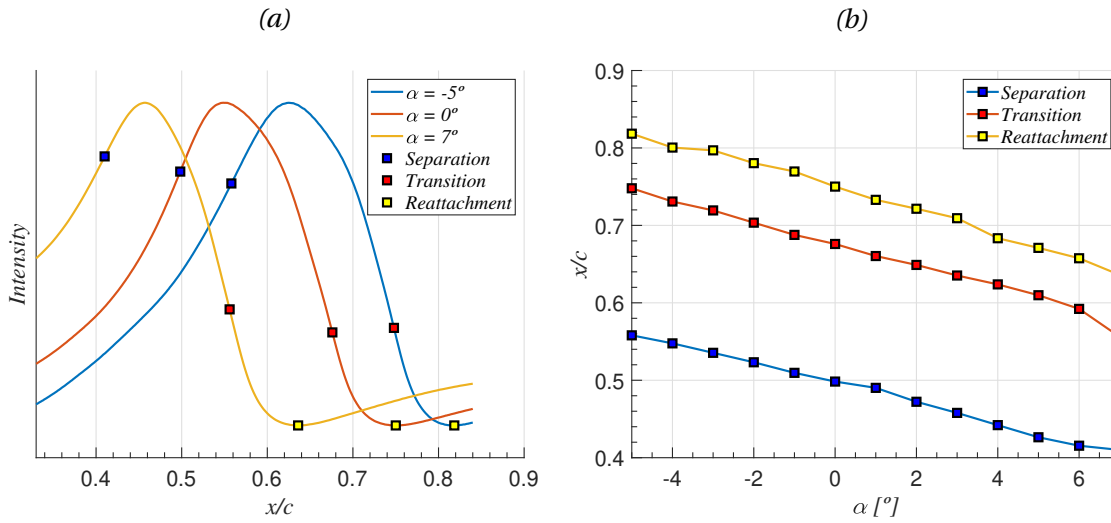 (a)
Intensity
α = -5º
α = 0º
α = 7º
Separation
Transition
Reattachment
0.4 0.5 0.6 0.7 0.8 0.9
x/c
(b)
x/c
0.9
0.8
0.7
0.6
0.5
0.4
Separation
Transition
Reattachment
-4 -2 0 2 4 6
α [º]